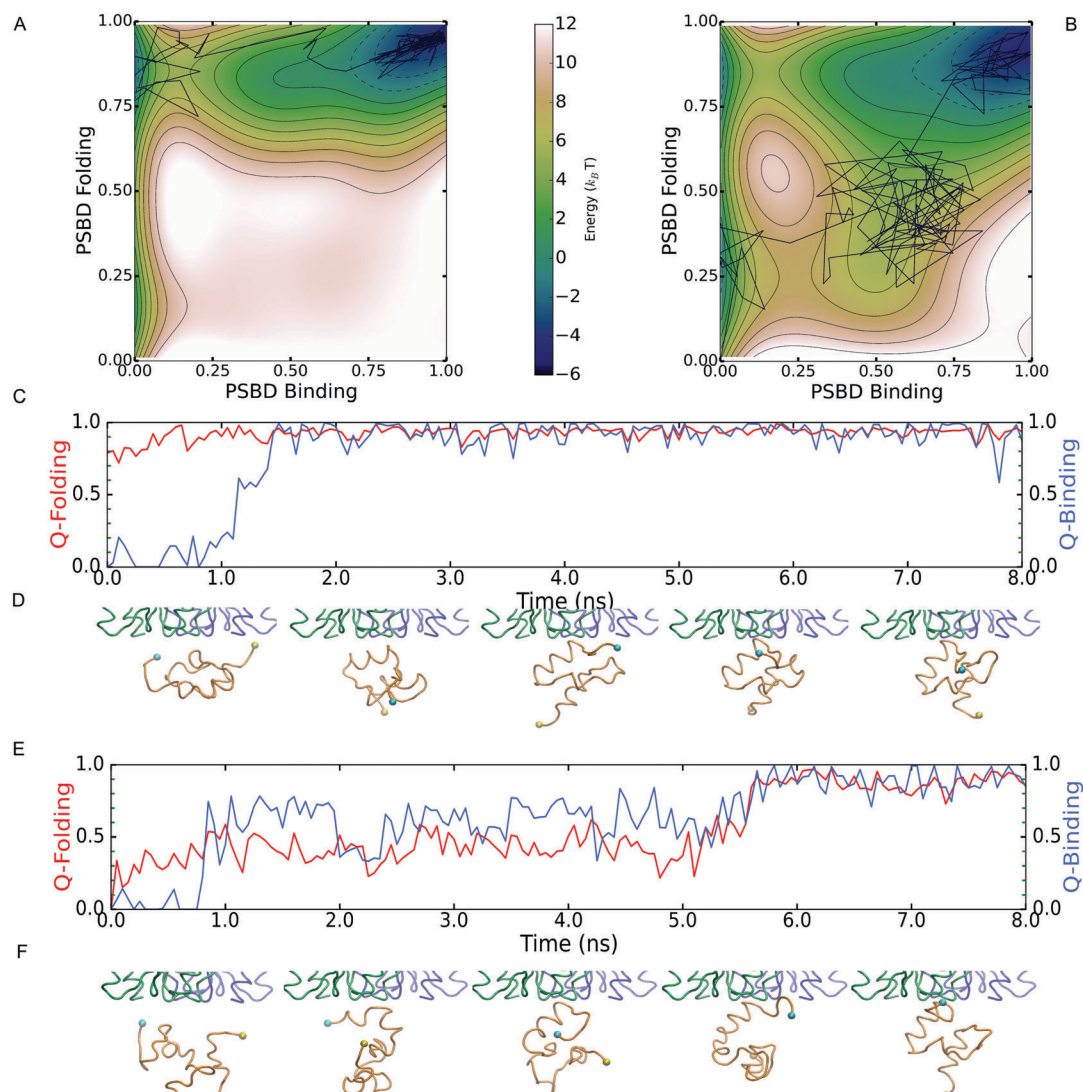 A
B
1.00
0.75
0.50
0.25
0.00
PSBD Folding
0.00 0.25 0.50 0.75 1.00
PSBD Binding
12
10
8
6
4
2
0
−2
−4
−6
Energy (k_B T)
1.00
0.75
0.50
0.25
0.00
PSBD Folding
0.00 0.25 0.50 0.75 1.00
PSBD Binding
C
1.0
0.5
0.0
Q-Folding
1.0
0.5
0.0
Q-Binding
0.0 1.0 2.0 3.0 4.0 5.0 6.0 7.0 8.0
Time (ns)
D
E
1.0
0.5
0.0
Q-Folding
1.0
0.5
0.0
Q-Binding
0.0 1.0 2.0 3.0 4.0 5.0 6.0 7.0 8.0
Time (ns)
F